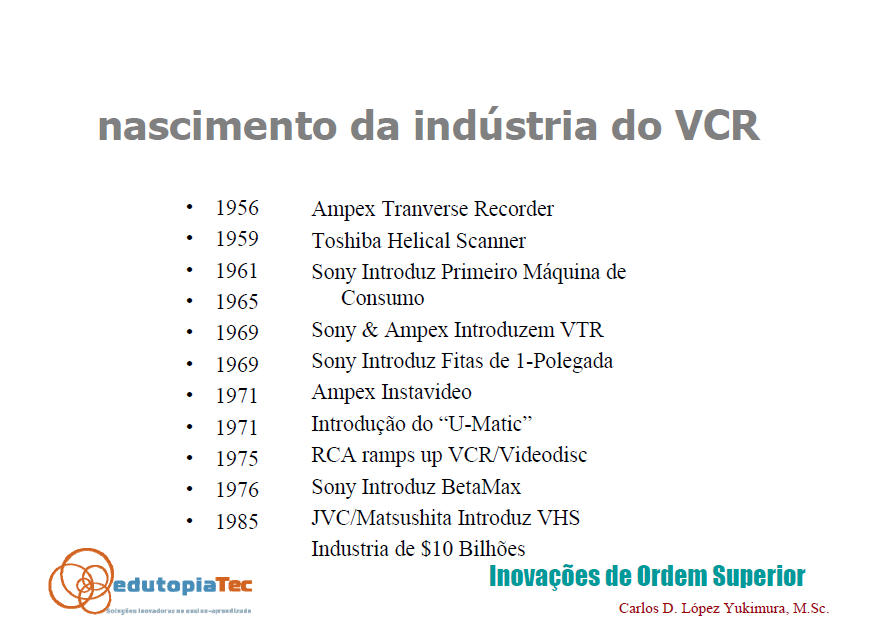 nascimento da indústria do VCR
• 1956 Ampex Tranverse Recorder
• 1959 Toshiba Helical Scanner
• 1961 Sony Introduz Primeiro Máquina de
• 1965 Consumo
• 1969 Sony & Ampex Introduzem VTR
• 1969 Sony Introduz Fitas de 1-Polegada
• 1971 Ampex Instavideo
• 1971 Introdução do “U-Matic”
• 1975 RCA ramps up VCR/Videodisc
• 1976 Sony Introduz BetaMax
• 1985 JVC/Matsushita Introduz VHS
Industria de $10 Bilhões
edutopiaTec
Soluções inovadoras no ensino-aprendizado
Inovações de Ordem Superior
Carlos D. López Yukimura, M.Sc.